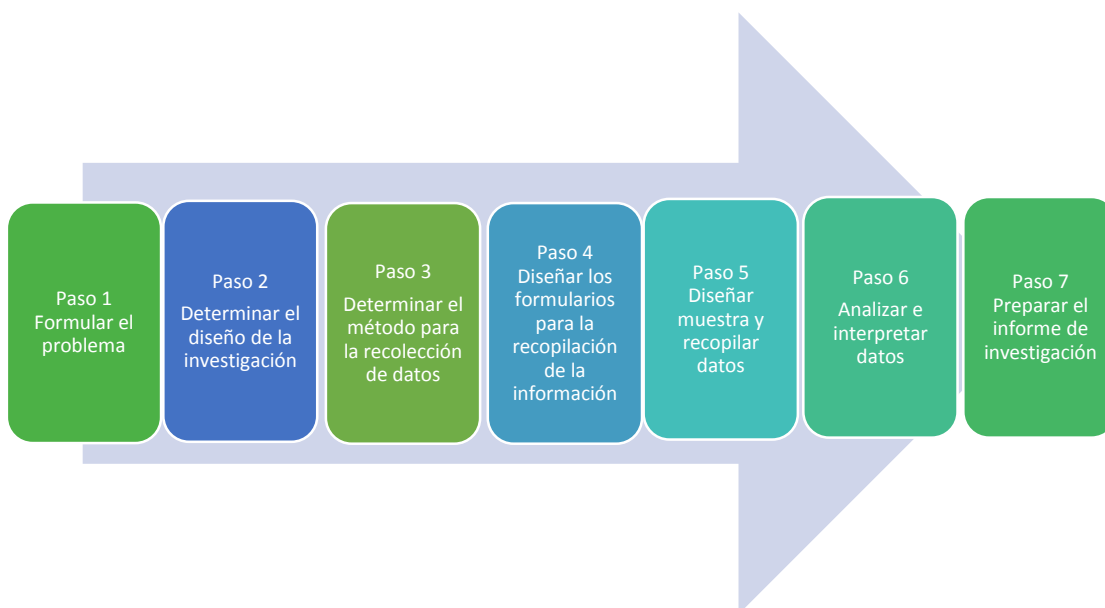 Paso 1
Formular el
problema
Paso 2
Determinar el
diseño de la
investigación
Paso 3
Determinar el
método para
la recolección
de datos
Paso 4
Diseñar los
formularios
para la
recopilación
de la
información
Paso 5
Diseñar
muestra y
recopilar
datos
Paso 6
Analizar e
interpretar
datos
Paso 7
Preparar el
informe de
investigación